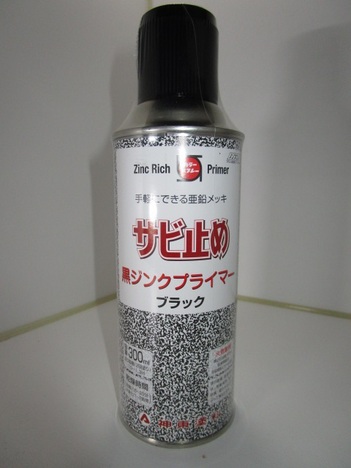 Zinc Rich Primer
手軽にできる亜鉛メッキ
サビ止め
黒ジンクプライマー
ブラック
300ml